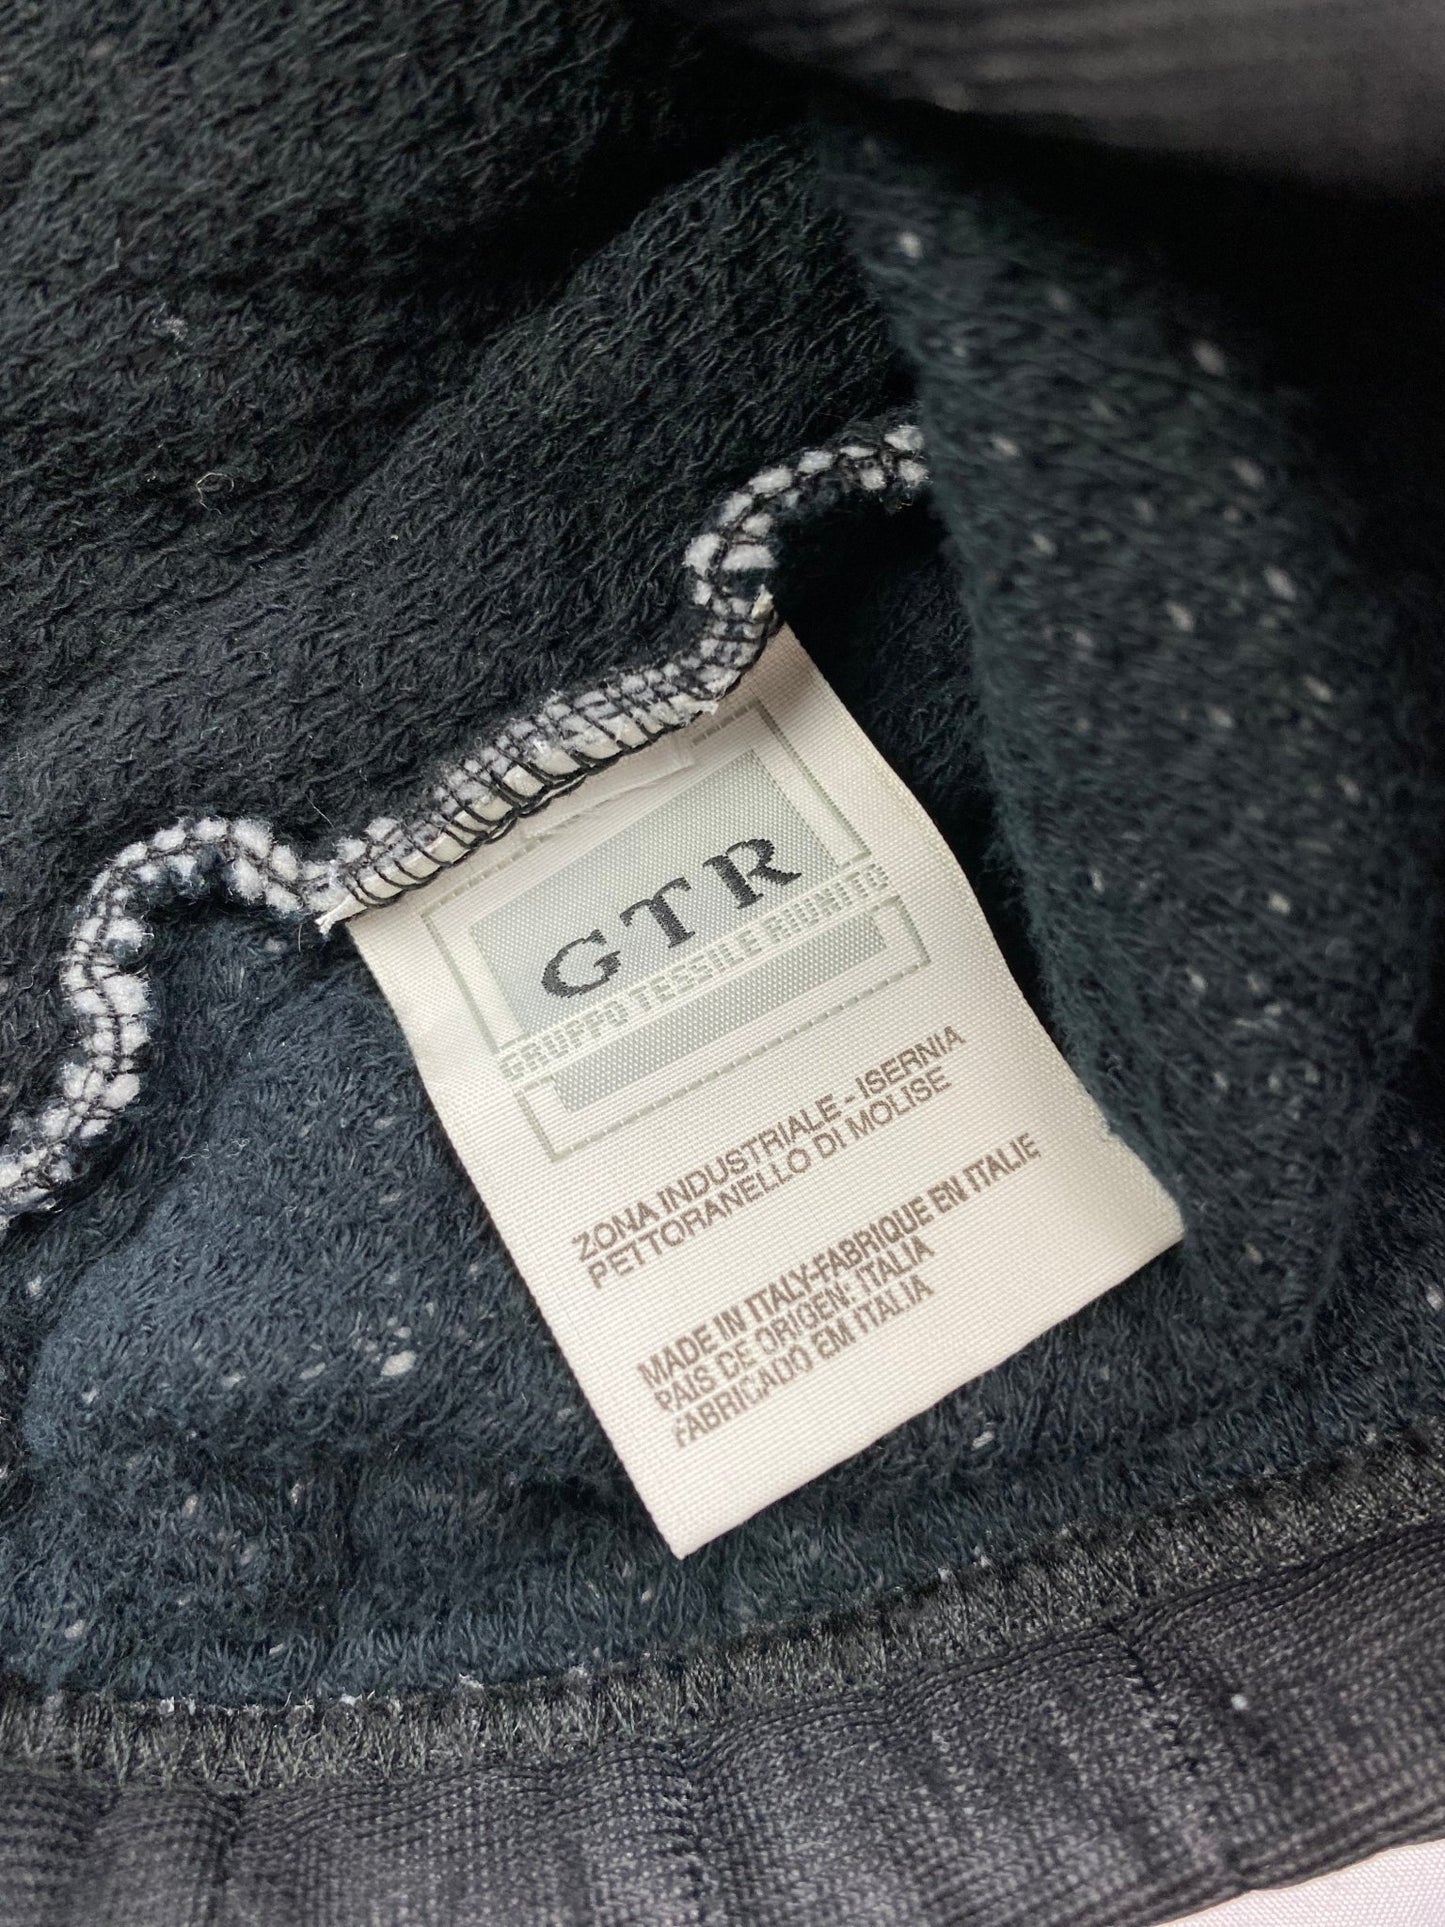 GTR
GRUPPO TESSILE RIUNITO
ZONA INDUSTRIALE - ISERNIA
PETTORANELLO DI MOLISE
MADE IN ITALY-FABRIQUE EN ITALIE
PAIS DE ORIGEN: ITALIA
FABRICADO EM ITALIA